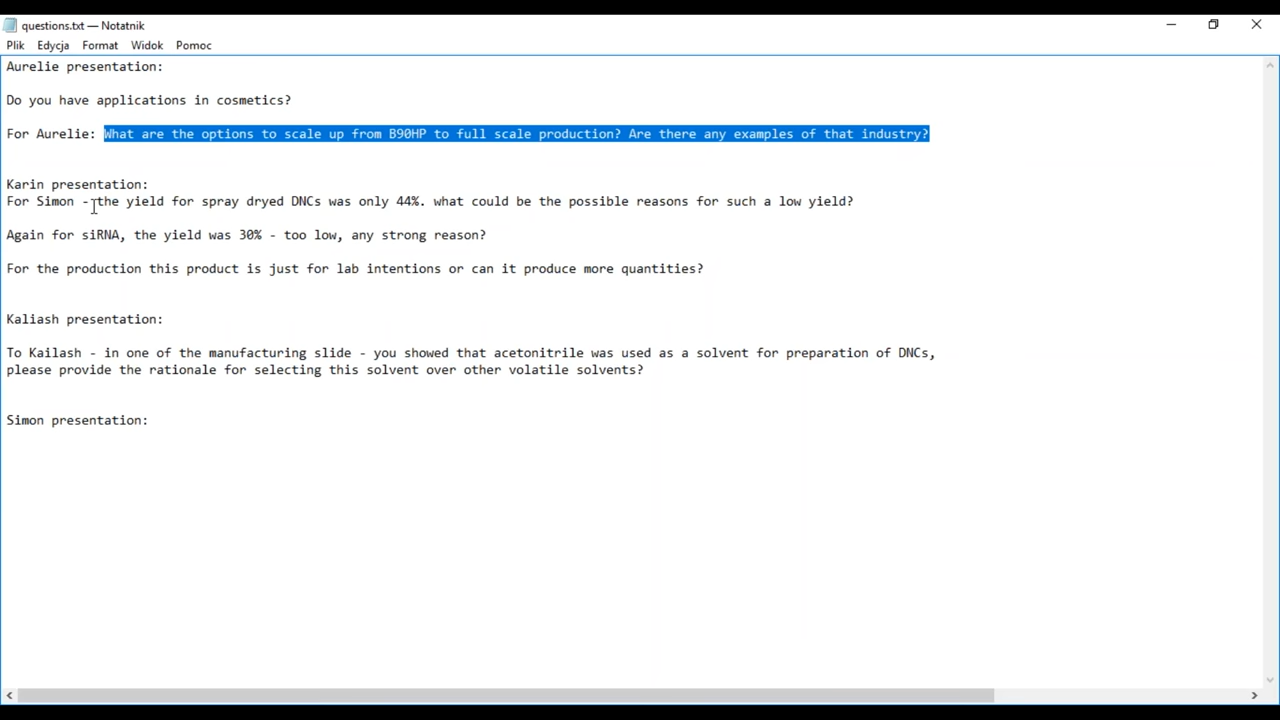 questions.txt — Notatnik
Plik Edycja Format Widok Pomoc
Aurelie presentation:
Do you have applications in cosmetics?
For Aurelie: What are the options to scale up from B90HP to full scale production? Are there any examples of that industry?
Karin presentation:
For Simon - the yield for spray dryed DNCs was only 44%. what could be the possible reasons for such a low yield?
Again for siRNA, the yield was 30% - too low, any strong reason?
For the production this product is just for lab intentions or can it produce more quantities?
Kaliash presentation:
To Kailash - in one of the manufacturing slide - you showed that acetonitrile was used as a solvent for preparation of DNCs,
please provide the rationale for selecting this solvent over other volatile solvents?
Simon presentation: